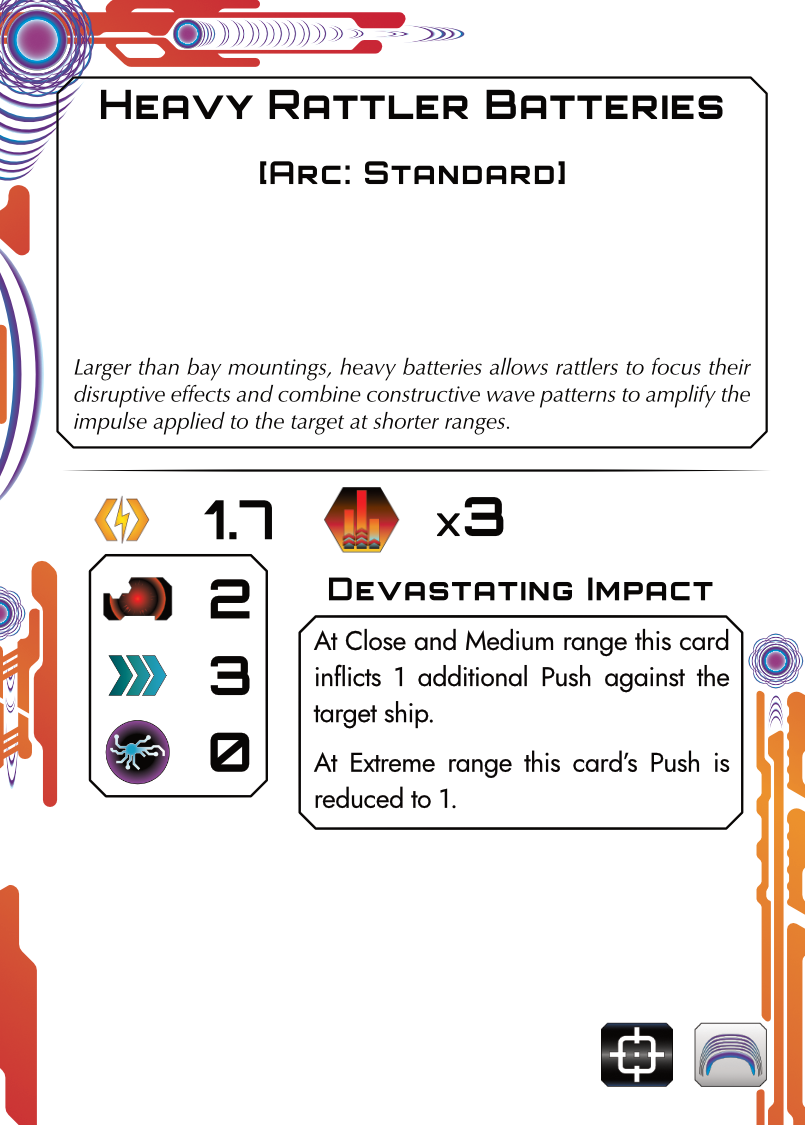 Heavy Rattler Batteries
[Arc: Standard]
Larger than bay mountings, heavy batteries allows rattlers to focus their
disruptive effects and combine constructive wave patterns to amplify the
impulse applied to the target at shorter ranges.
1.7 x3
2
3
0
Devastating Impact
At Close and Medium range this card
inflicts 1 additional Push against the
target ship.
At Extreme range this card's Push is
reduced to 1.